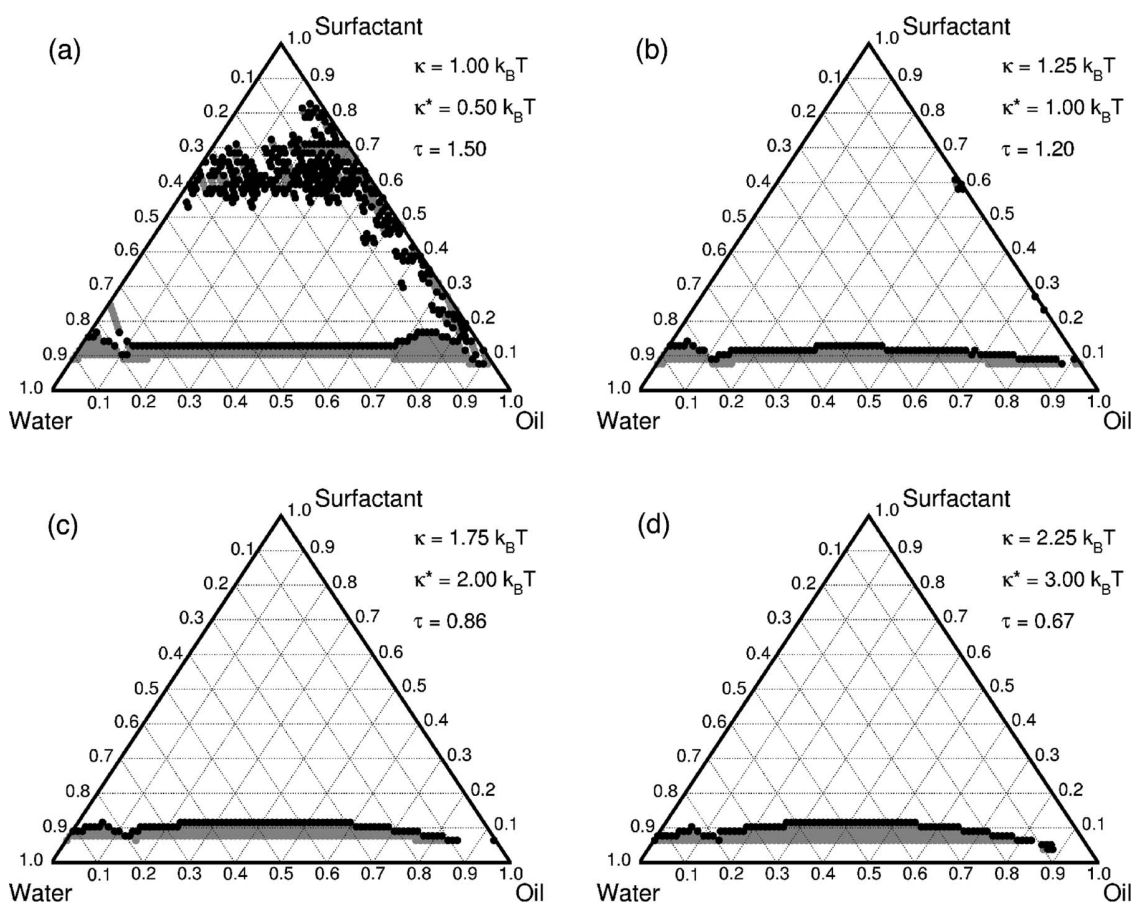 (a) Surfactant
1.0
κ = 1.00 k_BT
0.1 0.9
κ* = 0.50 k_BT
0.2 0.8
τ = 1.50
0.3 0.7
0.4 0.6
0.5 0.5
0.6 0.4
0.7 0.3
0.8 0.2
0.9 0.1
1.0
0.1 0.2 0.3 0.4 0.5 0.6 0.7 0.8 0.9 1.0
Water Oil
(b) Surfactant
1.0
κ = 1.25 k_BT
0.1 0.9
κ* = 1.00 k_BT
0.2 0.8
τ = 1.20
0.3 0.7
0.4 0.6
0.5 0.5
0.6 0.4
0.7 0.3
0.8 0.2
0.9 0.1
1.0
0.1 0.2 0.3 0.4 0.5 0.6 0.7 0.8 0.9 1.0
Water Oil
(c) Surfactant
1.0
κ = 1.75 k_BT
0.1 0.9
κ* = 2.00 k_BT
0.2 0.8
τ = 0.86
0.3 0.7
0.4 0.6
0.5 0.5
0.6 0.4
0.7 0.3
0.8 0.2
0.9 0.1
1.0
0.1 0.2 0.3 0.4 0.5 0.6 0.7 0.8 0.9 1.0
Water Oil
(d) Surfactant
1.0
κ = 2.25 k_BT
0.1 0.9
κ* = 3.00 k_BT
0.2 0.8
τ = 0.67
0.3 0.7
0.4 0.6
0.5 0.5
0.6 0.4
0.7 0.3
0.8 0.2
0.9 0.1
1.0
0.1 0.2 0.3 0.4 0.5 0.6 0.7 0.8 0.9 1.0
Water Oil